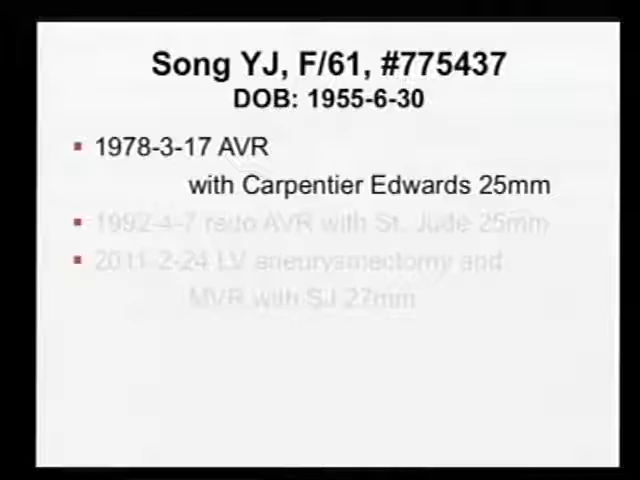 Song YJ, F/61, #775437
DOB: 1955-6-30
1978-3-17 AVR
with Carpentier Edwards 25mm
1992-4-7 redo AVR with St. Jude 25mm
2011-2-24 LV aneurysmectomy and
MVR with SJ 27mm